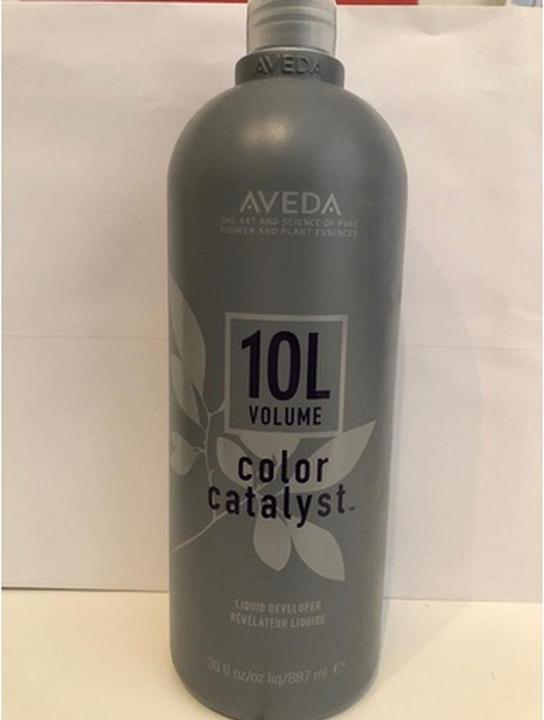 AVEDA
AVEDA
THE ART AND SCIENCE OF PURE
FLOWER AND PLANT ESSENCES
10L
VOLUME
color
catalyst™
LIQUID DEVELOPER
RÉVÉLATEUR LIQUIDE
30 fl oz/oz liq/887 ml e